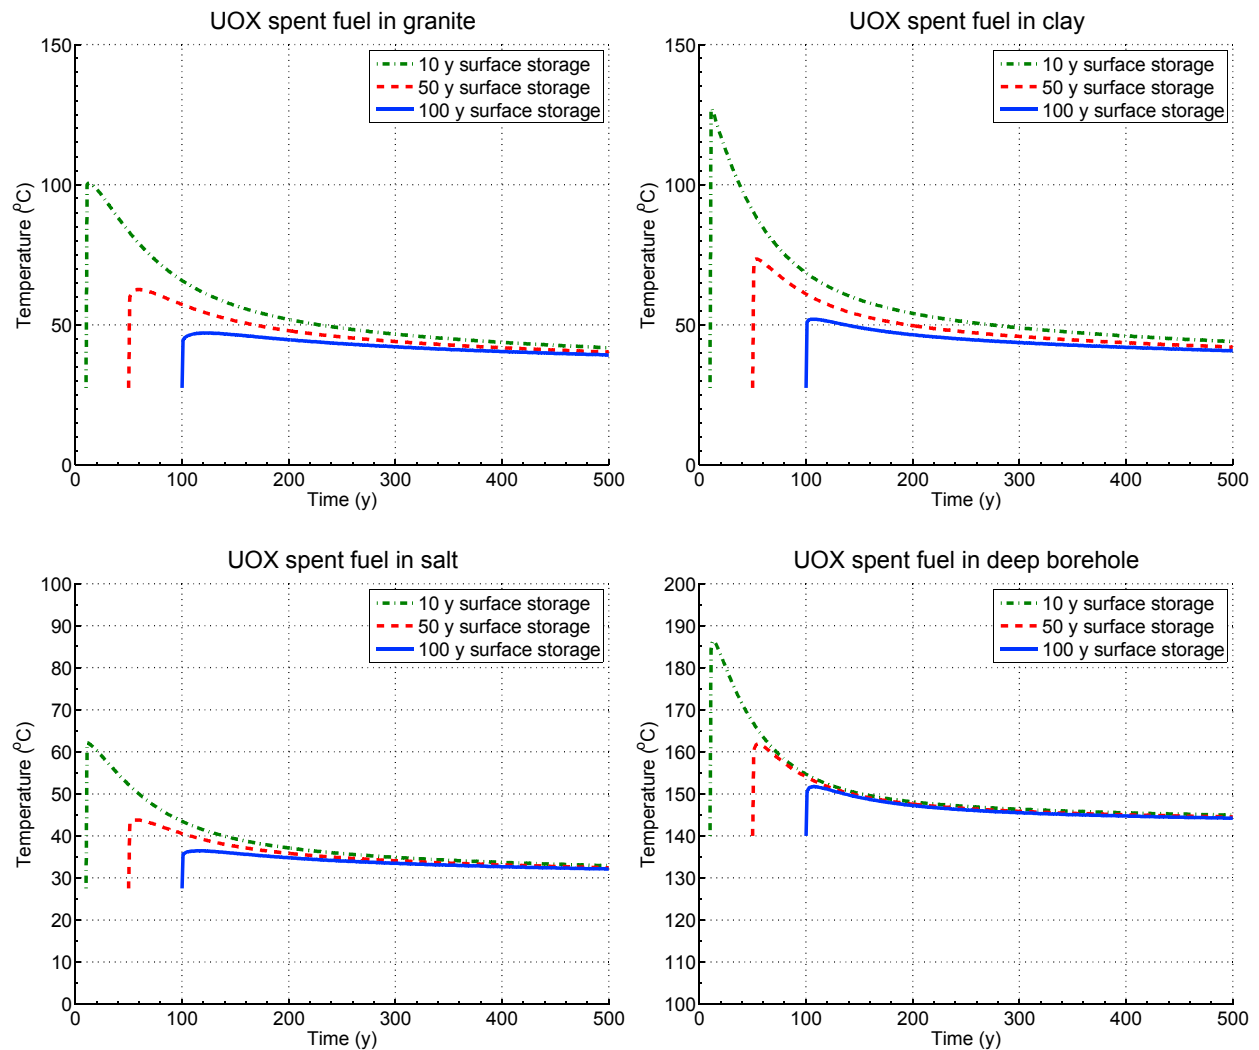 UOX spent fuel in granite
150
100
50
0
Temperature (⁰C)
10 y surface storage
50 y surface storage
100 y surface storage
0 100 200 300 400 500
Time (y)
UOX spent fuel in clay
150
100
50
0
Temperature (⁰C)
10 y surface storage
50 y surface storage
100 y surface storage
0 100 200 300 400 500
Time (y)
UOX spent fuel in salt
100
90
80
70
60
50
40
30
20
10
0
Temperature (⁰C)
10 y surface storage
50 y surface storage
100 y surface storage
0 100 200 300 400 500
Time (y)
UOX spent fuel in deep borehole
200
190
180
170
160
150
140
130
120
110
100
Temperature (⁰C)
10 y surface storage
50 y surface storage
100 y surface storage
0 100 200 300 400 500
Time (y)